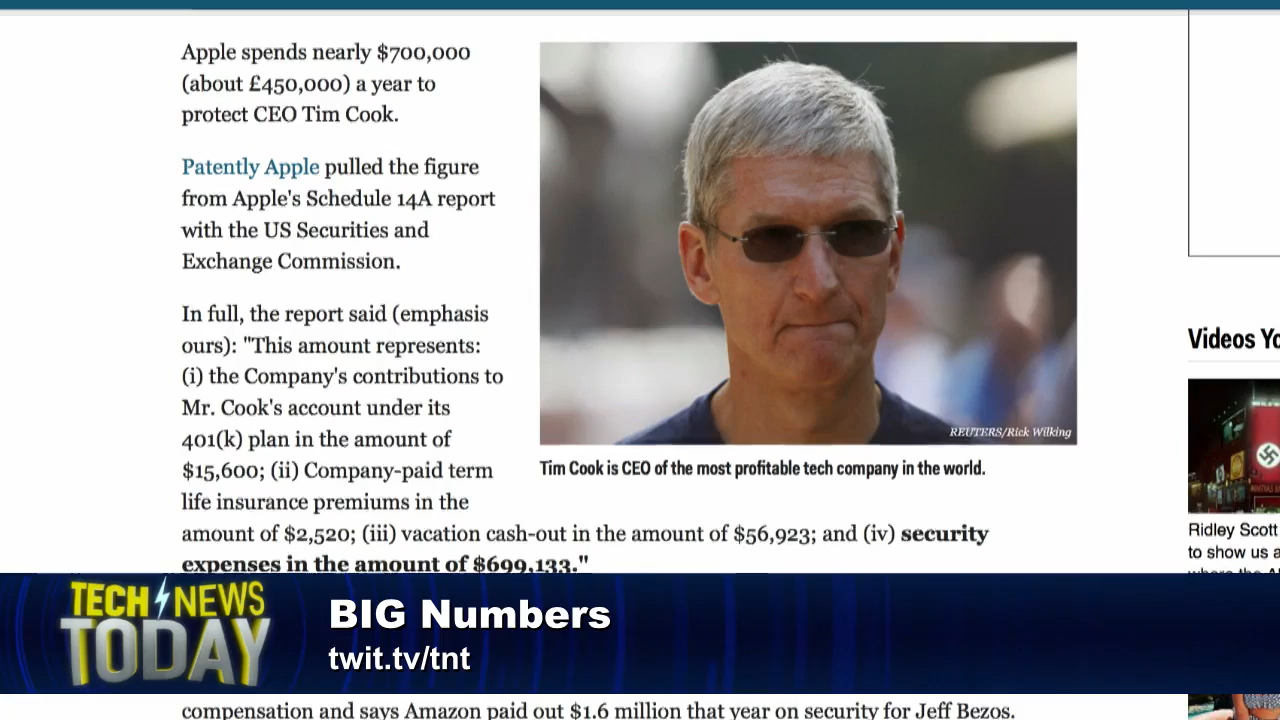 Apple spends nearly $700,000
(about £450,000) a year to
protect CEO Tim Cook.
Patently Apple pulled the figure
from Apple's Schedule 14A report
with the US Securities and
Exchange Commission.
In full, the report said (emphasis
ours): "This amount represents:
(i) the Company's contributions to
Mr. Cook's account under its
401(k) plan in the amount of
$15,600; (ii) Company-paid term
life insurance premiums in the
amount of $2,520; (iii) vacation cash-out in the amount of $56,923; and (iv) security
expenses in the amount of $699,133."
REUTERS/Rick Wilking
Tim Cook is CEO of the most profitable tech company in the world.
Videos Yo
Ridley Scott
to show us a
TECH NEWS
TODAY
BIG Numbers
twit.tv/tnt
compensation and says Amazon paid out $1.6 million that year on security for Jeff Bezos.